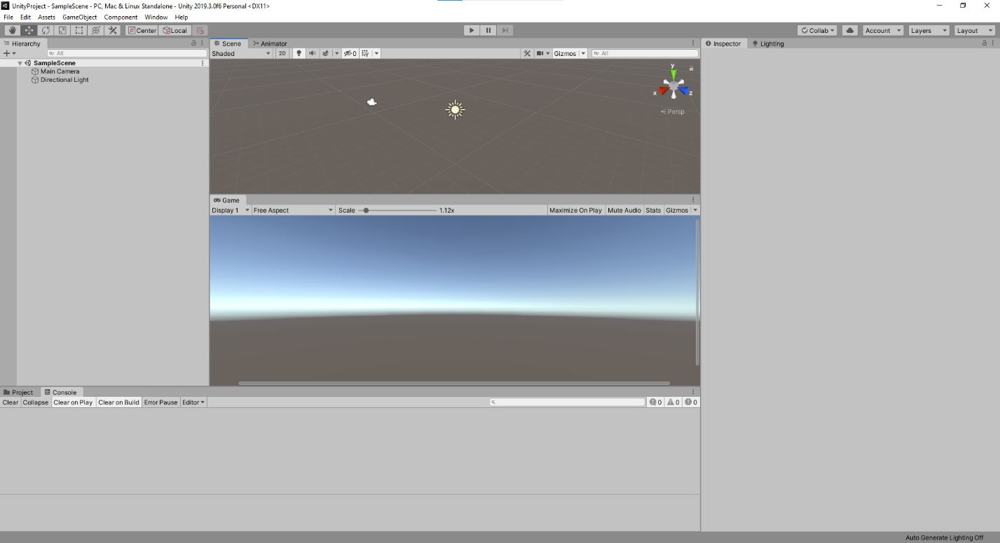 UnityProject - SampleScene - PC, Mac & Linux Standalone - Unity 2019.3.0f6 Personal <DX11>
File Edit Assets GameObject Component Window Help
Center Local Collab Account Layers Layout
Hierarchy
All
SampleScene
Main Camera
Directional Light
Scene Animator
Shaded 2D 0 Gizmos All
y
x z
Persp
Game
Display 1 Free Aspect Scale 1.12x Maximize On Play Mute Audio Stats Gizmos
Inspector Lighting
Project Console
Clear Collapse Clear on Play Clear on Build Error Pause Editor 0 0 0
Auto Generate Lighting Off